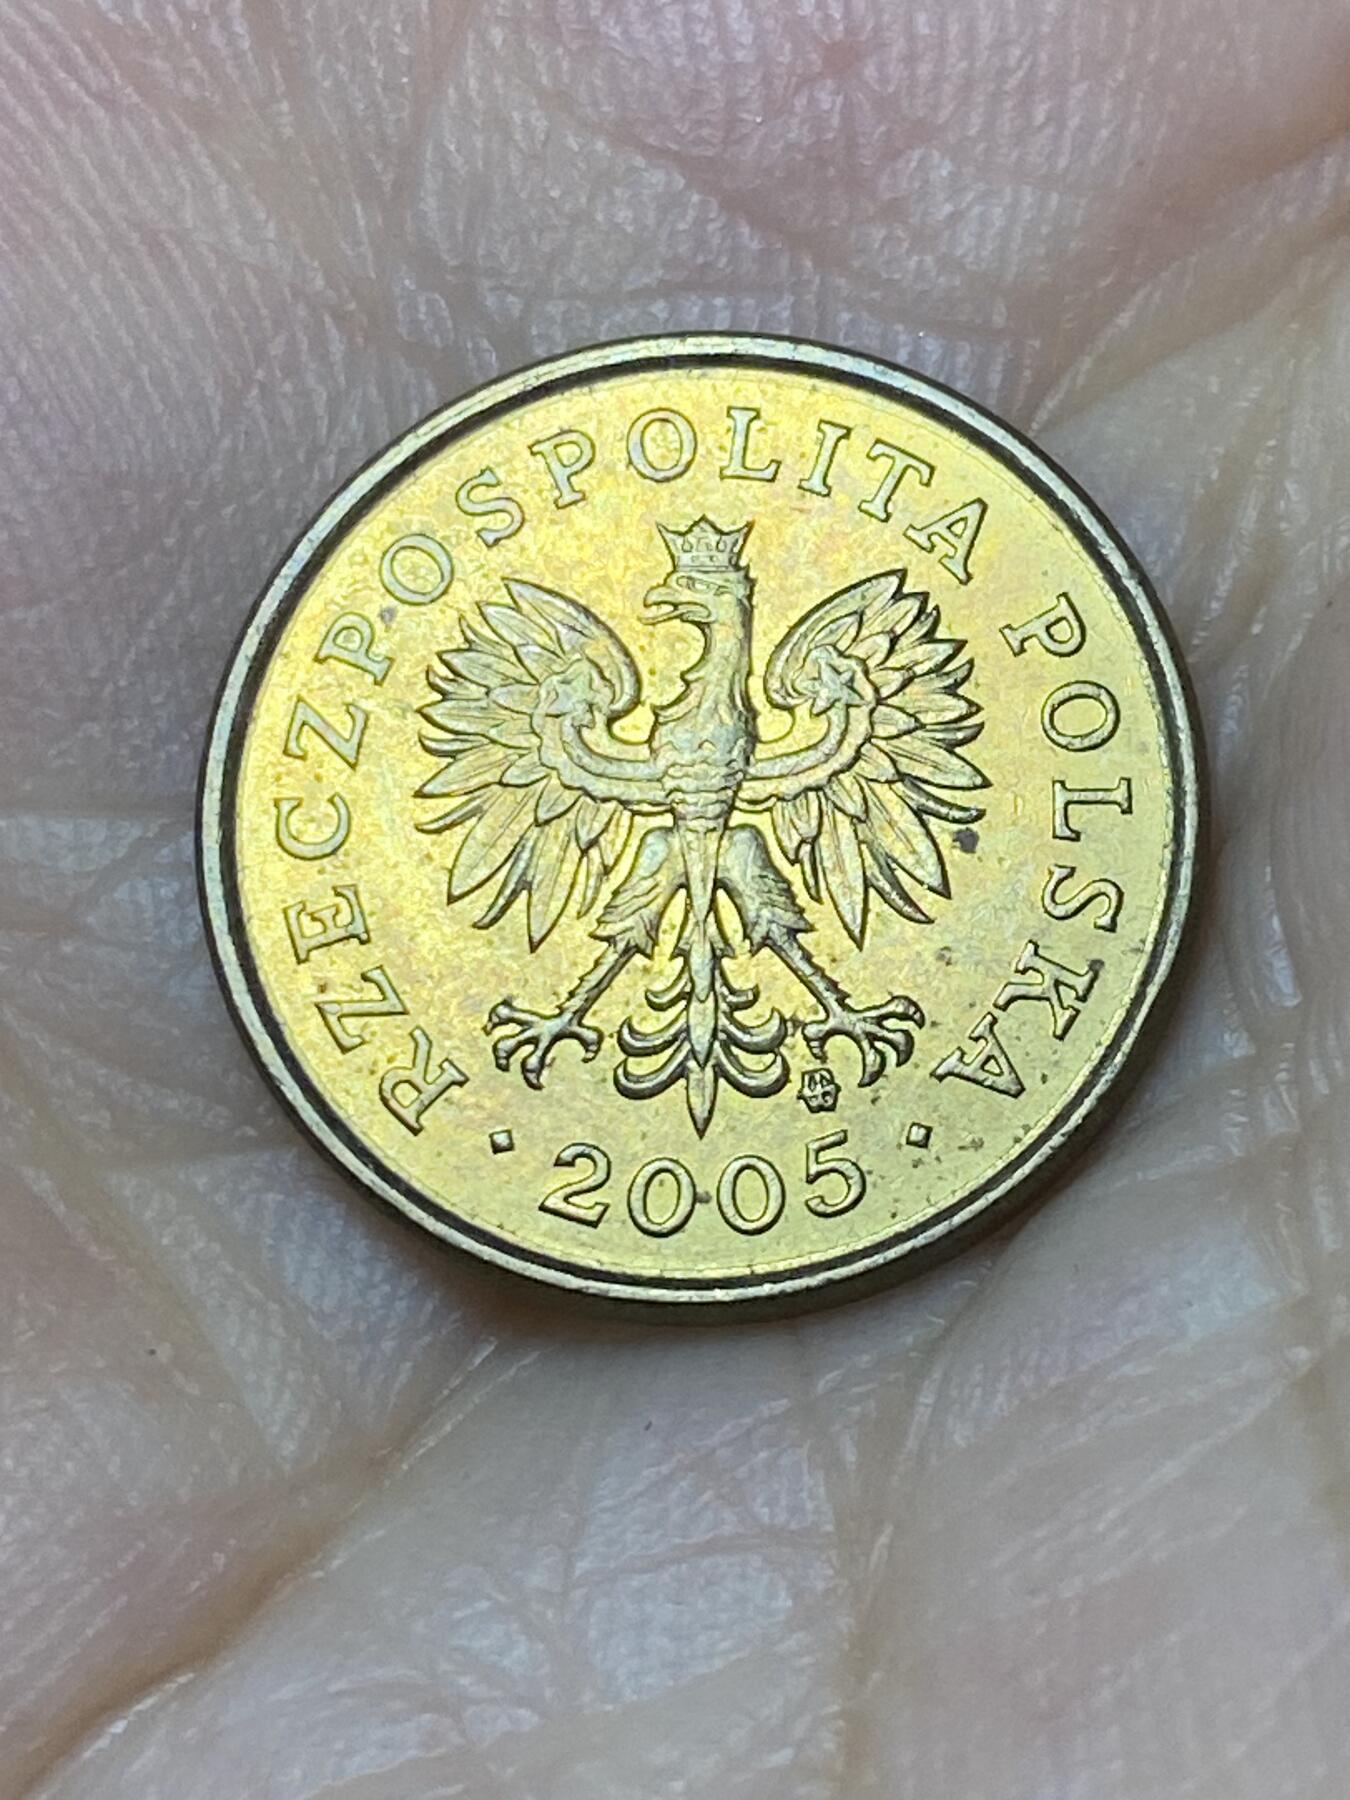 RZECZPOSPOLITA POLSKA
· 2005 ·